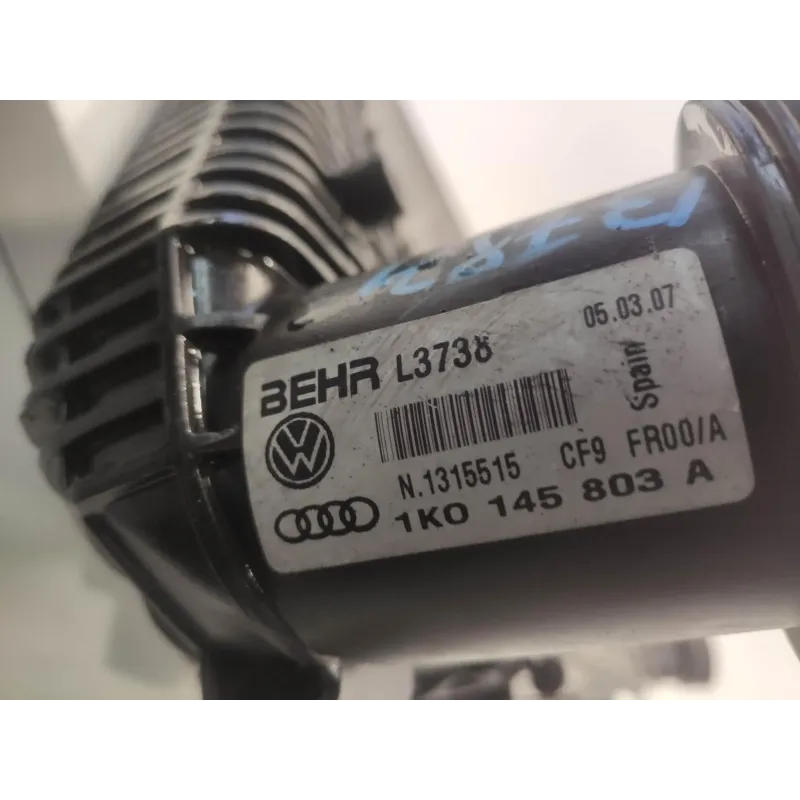 BEHR L3738 05.03.07
Spain
N.1315515 CF9 FR00/A
1K0 145 803 A